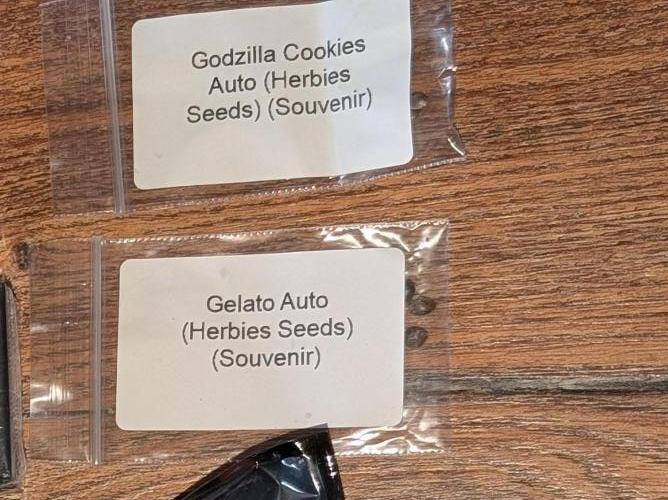 Godzilla Cookies
Auto (Herbies
Seeds) (Souvenir)
Gelato Auto
(Herbies Seeds)
(Souvenir)